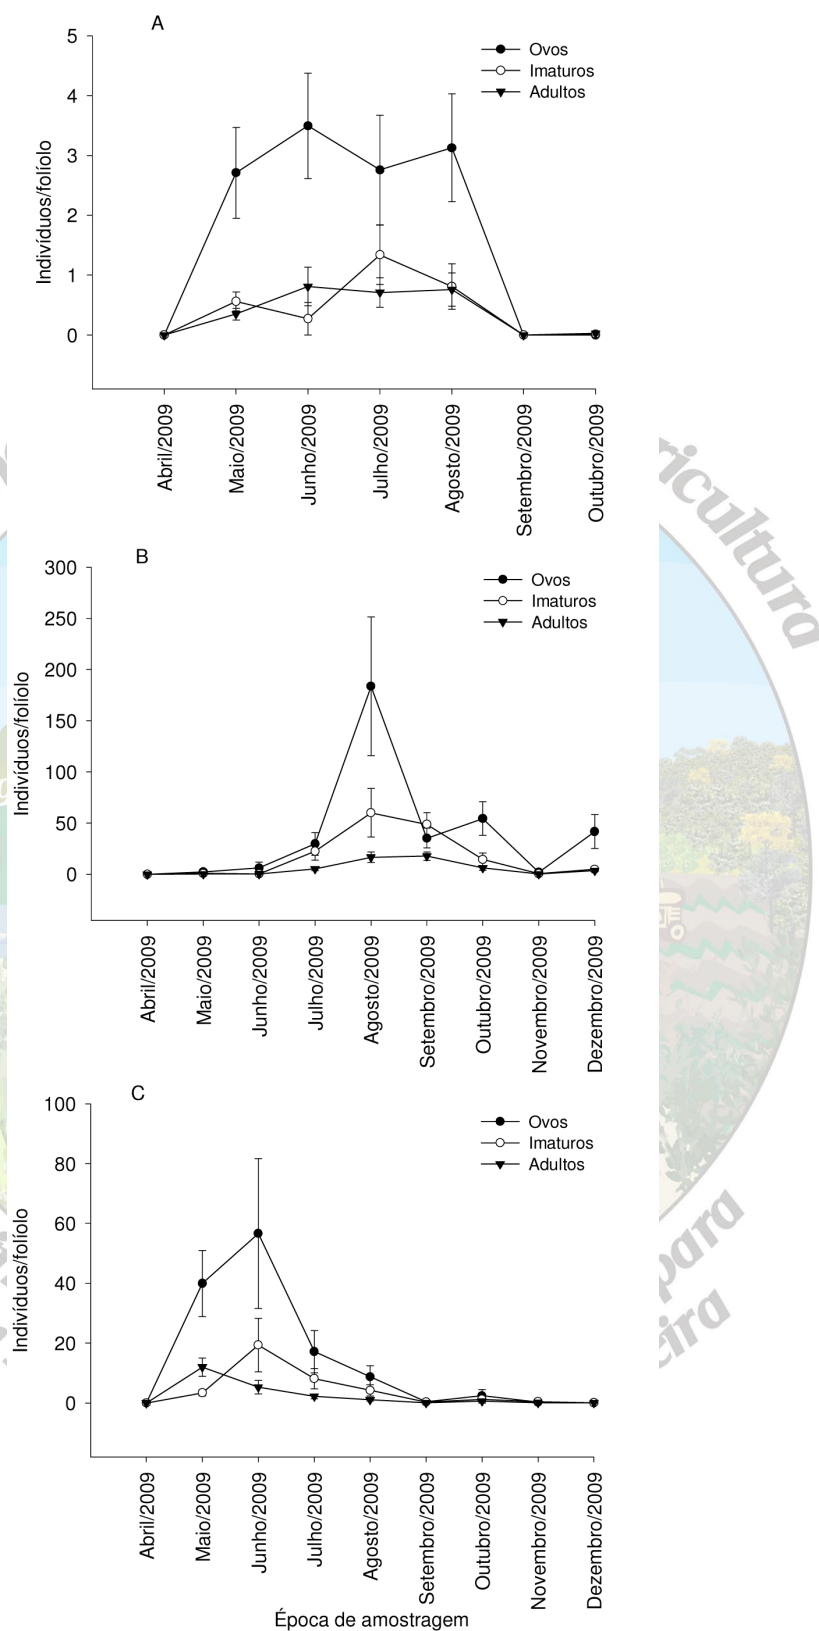 A
5
4
3
2
1
0
Indivíduos/folíolo
Ovos
Imaturos
Adultos
Abril/2009
Maio/2009
Junho/2009
Julho/2009
Agosto/2009
Setembro/2009
Outubro/2009
ricultura
B
300
250
200
150
100
50
0
Indivíduos/folíolo
Ovos
Imaturos
Adultos
Abril/2009
Maio/2009
Junho/2009
Julho/2009
Agosto/2009
Setembro/2009
Outubro/2009
Novembro/2009
Dezembro/2009
C
100
80
60
40
20
0
Indivíduos/folíolo
Ovos
Imaturos
Adultos
para
eira
Abril/2009
Maio/2009
Junho/2009
Julho/2009
Agosto/2009
Setembro/2009
Outubro/2009
Novembro/2009
Dezembro/2009
Época de amostragem